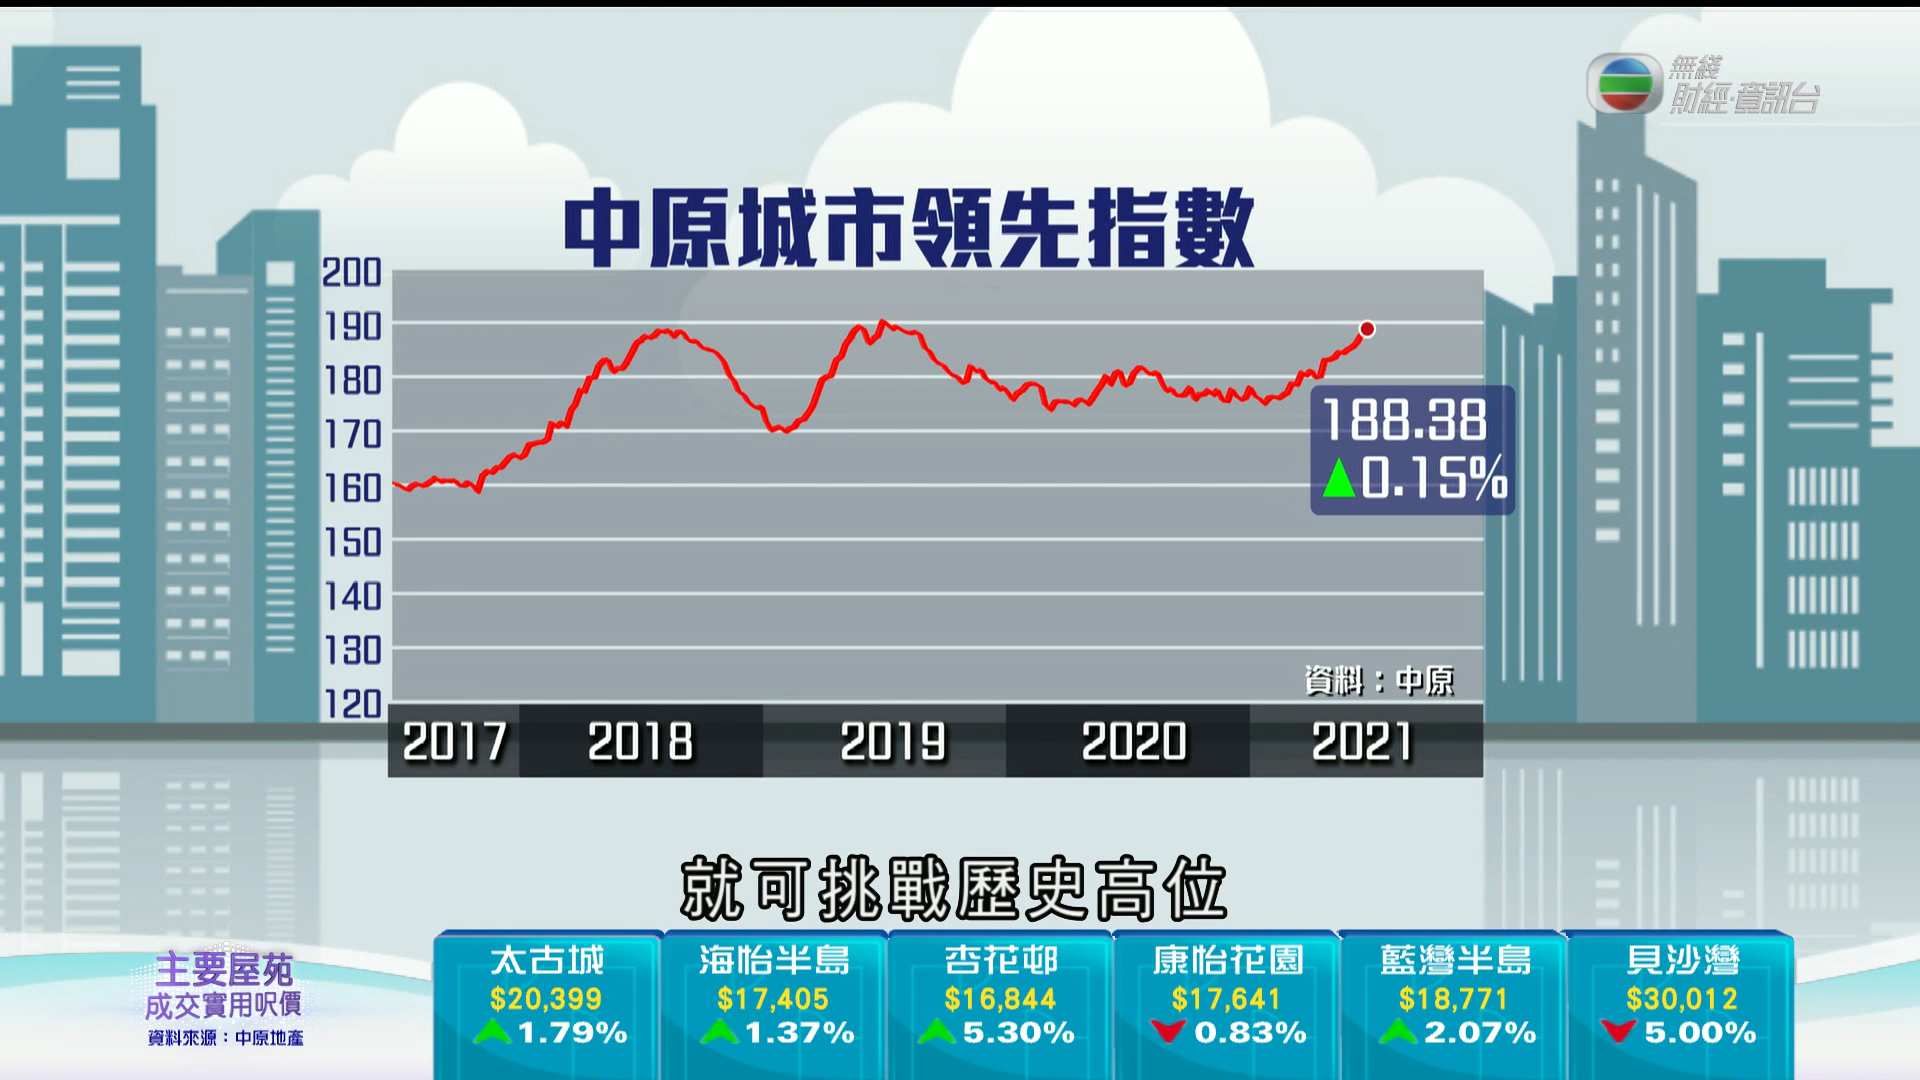 無綫
財經·資訊台
中原城市領先指數
200
190
180
170
160
150
140
130
120
188.38
▲0.15%
資料：中原
2017 2018 2019 2020 2021
就可挑戰歷史高位
主要屋苑
成交實用呎價
資料來源：中原地產
太古城
$20,399
▲1.79%
海怡半島
$17,405
▲1.37%
杏花邨
$16,844
▲5.30%
康怡花園
$17,641
▼0.83%
藍灣半島
$18,771
▲2.07%
貝沙灣
$30,012
▼5.00%